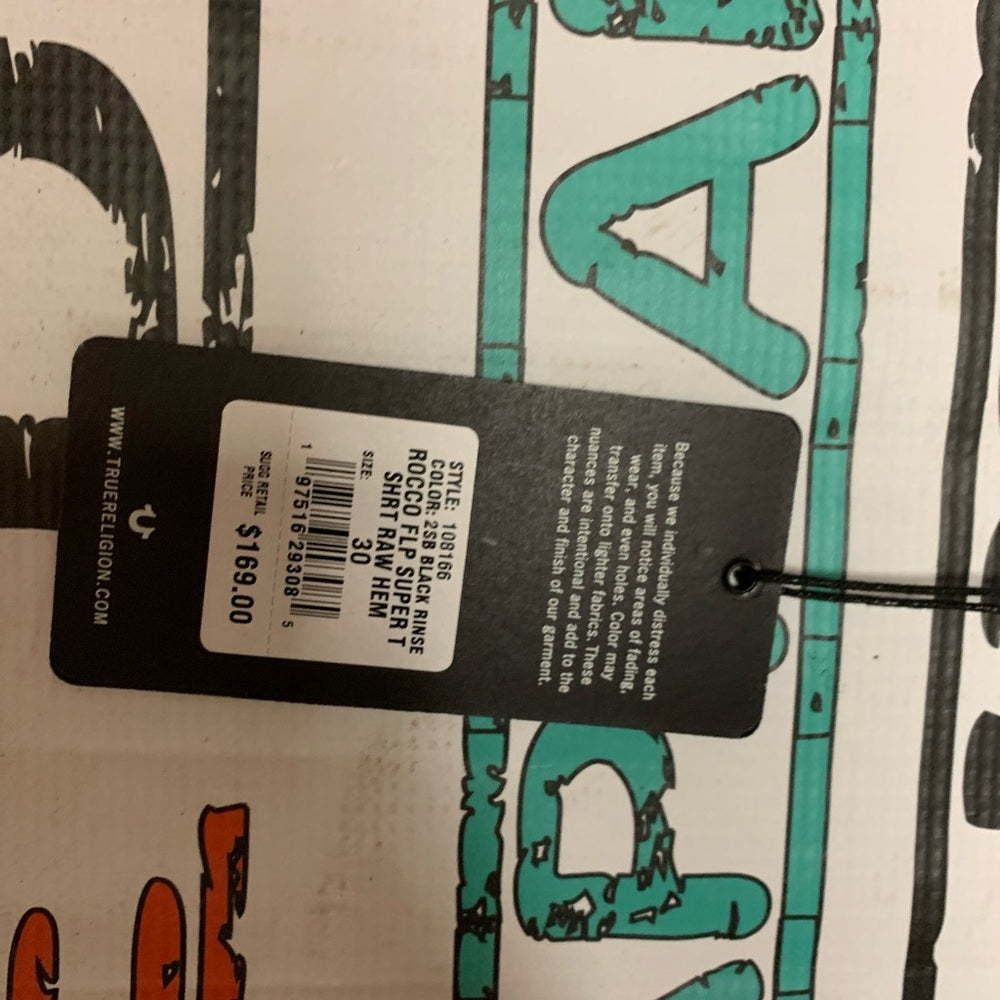 Because we individually distress each
item, you will notice areas of fading,
wear, and even holes. Color may
transfer onto lighter fabrics. These
nuances are intentional and add to the
character and finish of our garment.
STYLE: 108166
COLOR: 2SB BLACK RINSE
ROCCO FLP SUPER T
SHRT RAW HEM
SIZE: 30
1 97516 29308 5
SUGG RETAIL PRICE $169.00
WWW.TRUERELIGION.COM